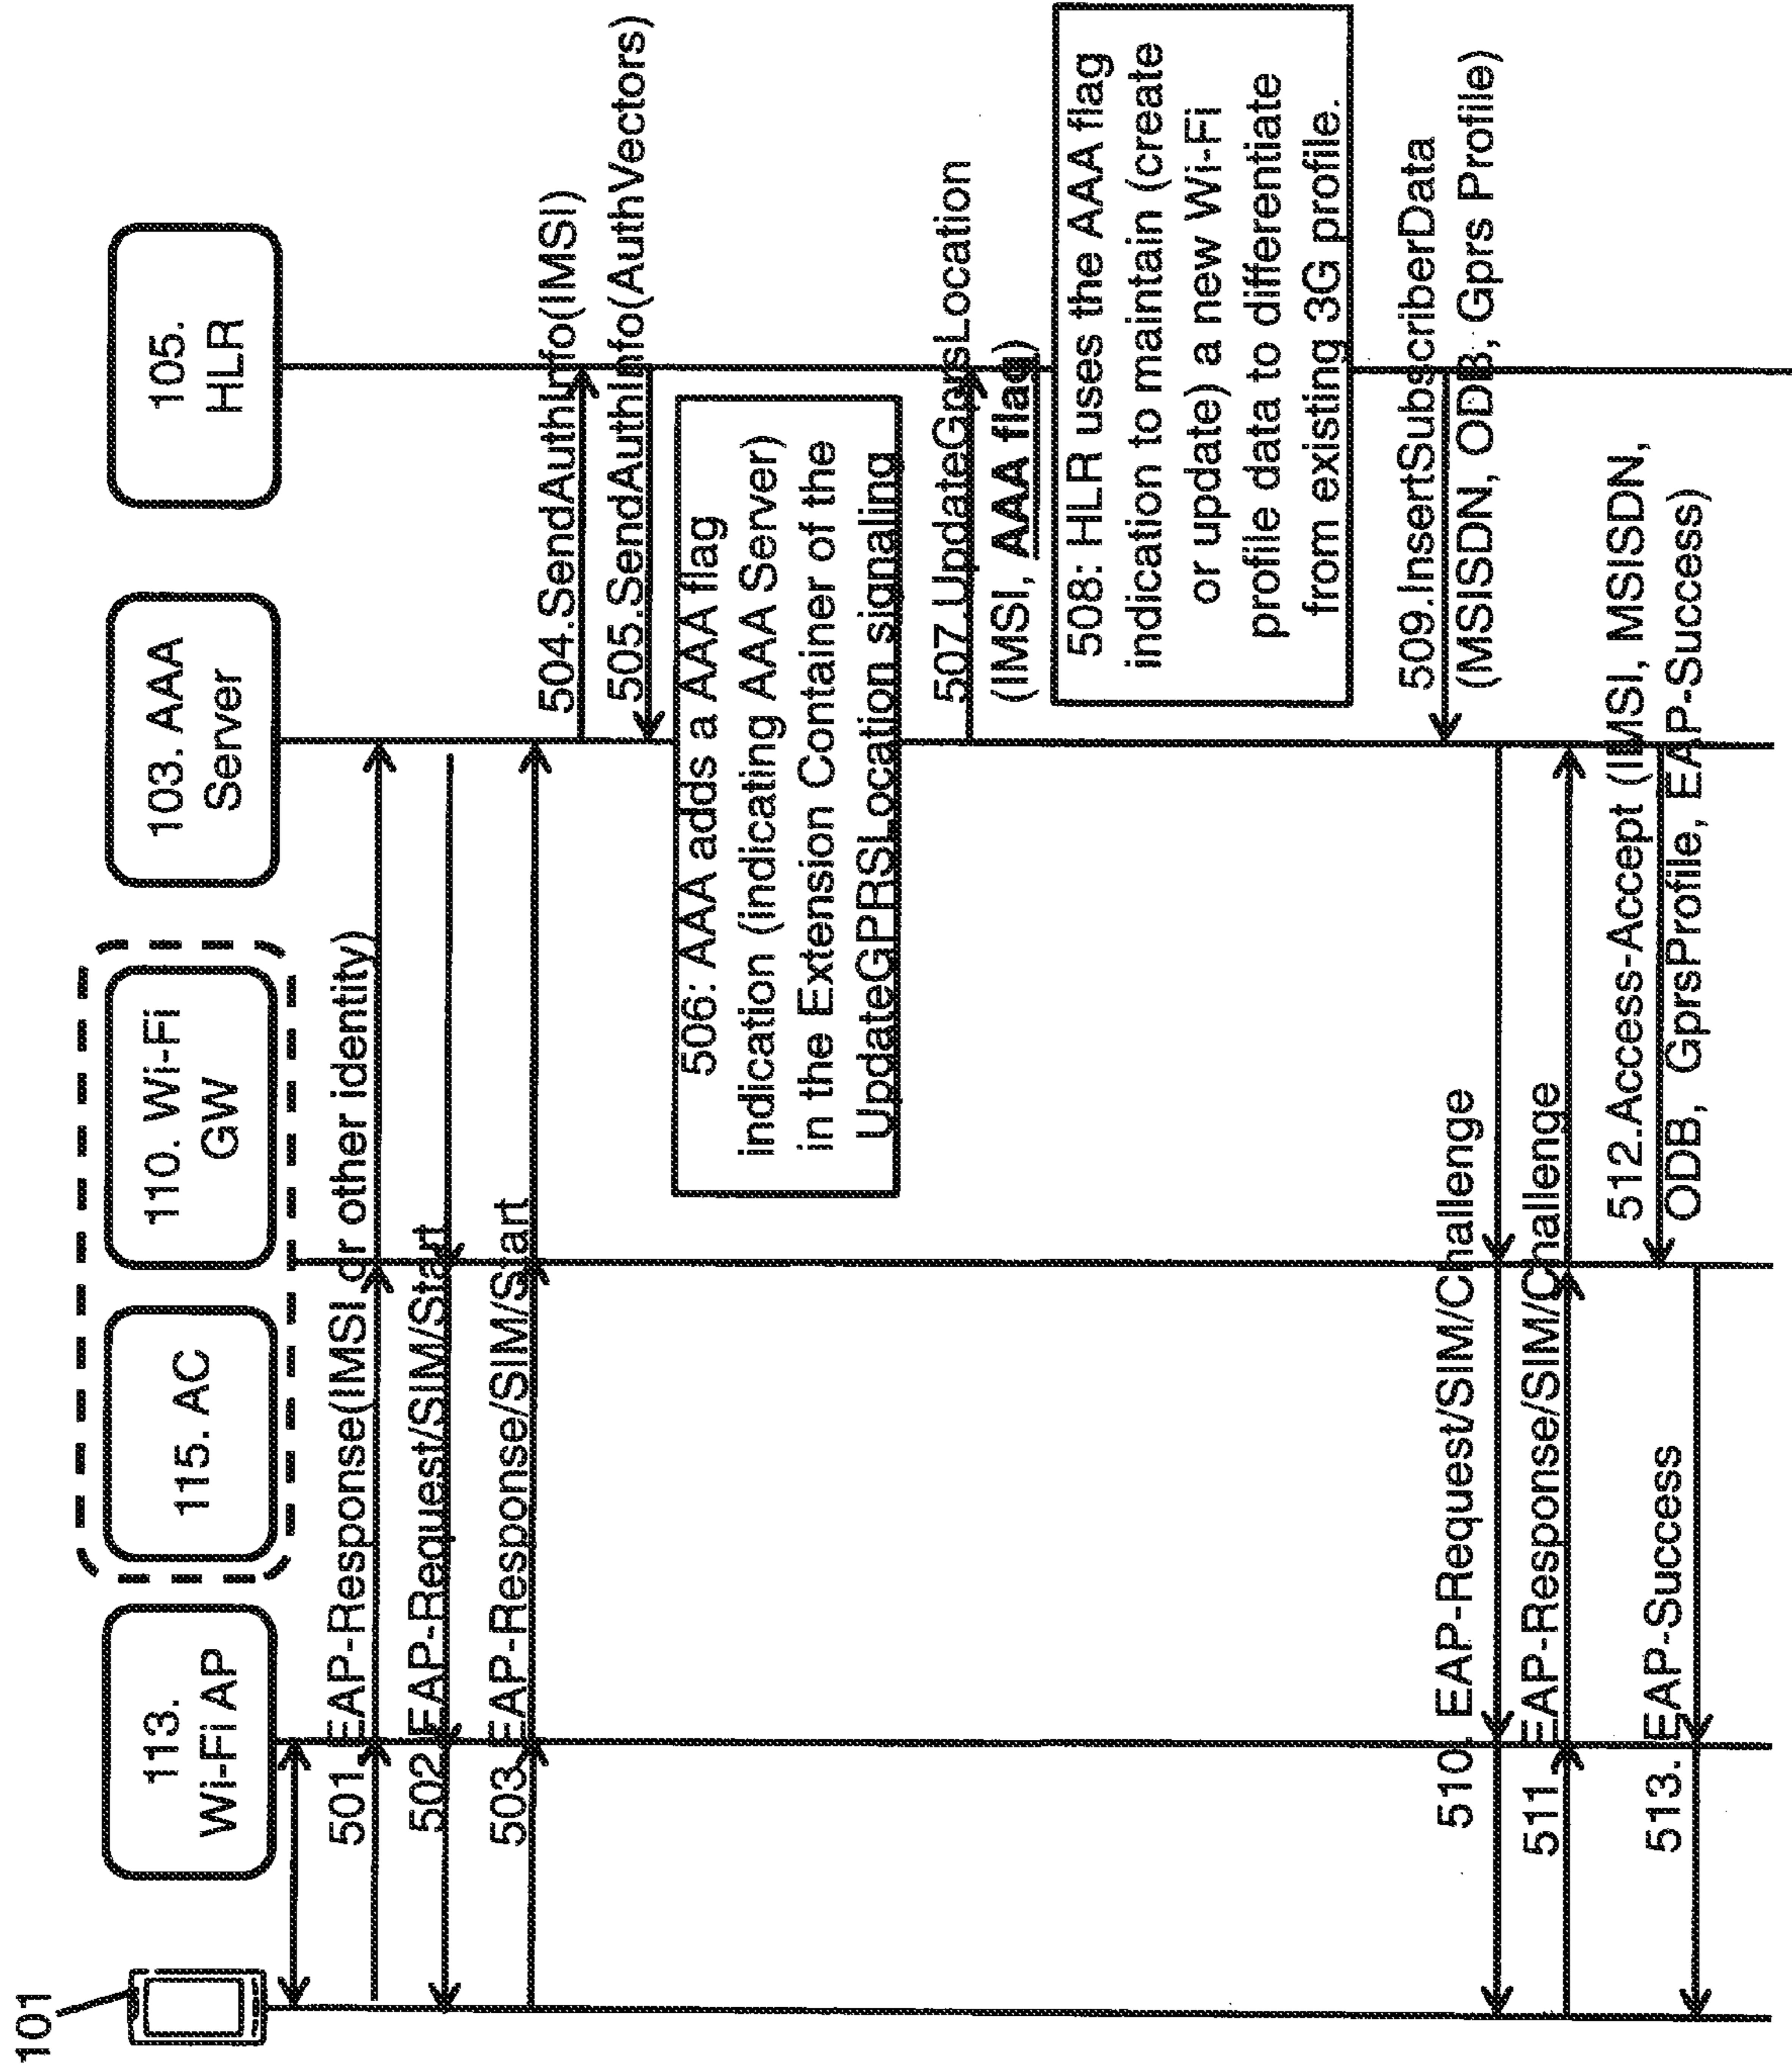 101
113.
Wi-Fi AP
115. AC
110. Wi-Fi
GW
103. AAA
Server
105.
HLR
501.EAP-Response(IMSI or other identity)
502.EAP-Request/SIM/Start
503. EAP-Response/SIM/Start
504.SendAuthInfo(IMSI)
505.SendAuthInfo(AuthVectors)
506: AAA adds a AAA flag
indication (indicating AAA Server)
in the Extension Container of the
UpdateGPRSLocation signaling
507.UpdateGprsLocation
(IMSI, AAA flag)
508: HLR uses the AAA flag
indication to maintain (create
or update) a new Wi-Fi
profile data to differentiate
from existing 3G profile.
509.InsertSubscriberData
(MSISDN, ODB, Gprs Profile)
510. EAP-Request/SIM/Challenge
511. EAP-Response/SIM/Challenge
512.Access-Accept (IMSI, MSISDN,
ODB, GprsProfile, EAP-Success)
513. EAP-Success